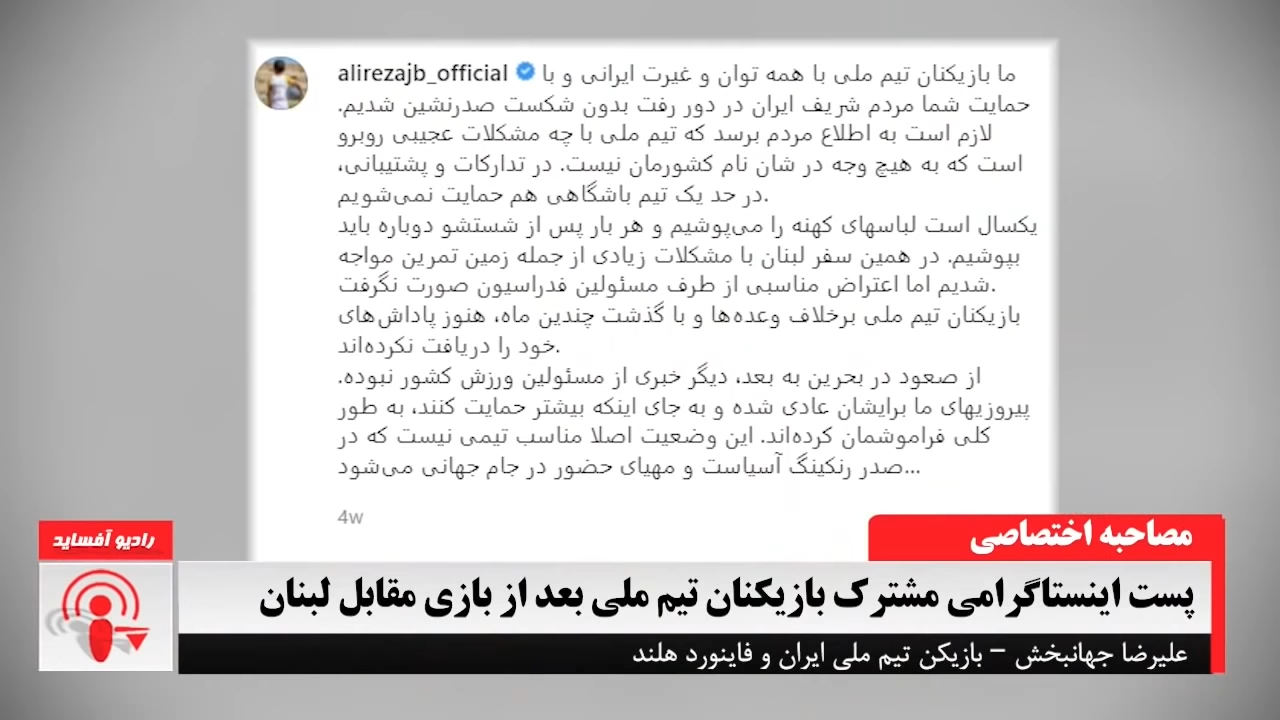 alirezajb_official ما بازیکنان تیم ملی با همه توان و غیرت ایرانی و با
حمایت شما مردم شریف ایران در دور رفت بدون شکست صدرنشین شدیم.
لازم است به اطلاع مردم برسد که تیم ملی با چه مشکلات عجیبی روبرو
است که به هیچ وجه در شان نام کشورمان نیست. در تدارکات و پشتیبانی،
در حد یک تیم باشگاهی هم حمایت نمی‌شویم.
یکسال است لباسهای کهنه را می‌پوشیم و هر بار پس از شستشو دوباره باید
بپوشیم. در همین سفر لبنان با مشکلات زیادی از جمله زمین تمرین مواجه
شدیم اما اعتراض مناسبی از طرف مسئولین فدراسیون صورت نگرفت.
بازیکنان تیم ملی برخلاف وعده‌ها و با گذشت چندین ماه، هنوز پاداش‌های
خود را دریافت نکرده‌اند.
از صعود در بحرین به بعد، دیگر خبری از مسئولین ورزش کشور نبوده.
پیروزیهای ما برایشان عادی شده و به جای اینکه بیشتر حمایت کنند، به طور
کلی فراموشمان کرده‌اند. این وضعیت اصلا مناسب تیمی نیست که در
صدر رنکینگ آسیاست و مهیای حضور در جام جهانی می‌شود...
4w
مصاحبه اختصاصی
رادیو آفساید
پست اینستاگرامی مشترک بازیکنان تیم ملی بعد از بازی مقابل لبنان
علیرضا جهانبخش – بازیکن تیم ملی ایران و فاینورد هلند